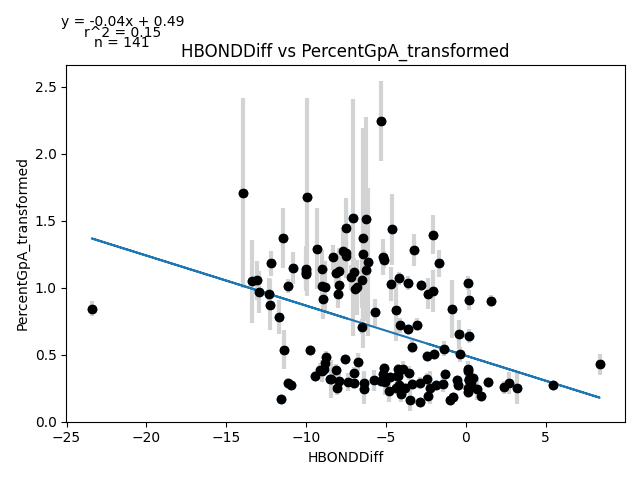 y = -0.04x + 0.49
r^2 = 0.15
n = 141
HBONDDiff vs PercentGpA_transformed
PercentGpA_transformed
2.5
2.0
1.5
1.0
0.5
0.0
−25
−20
−15
−10
−5
0
5
HBONDDiff